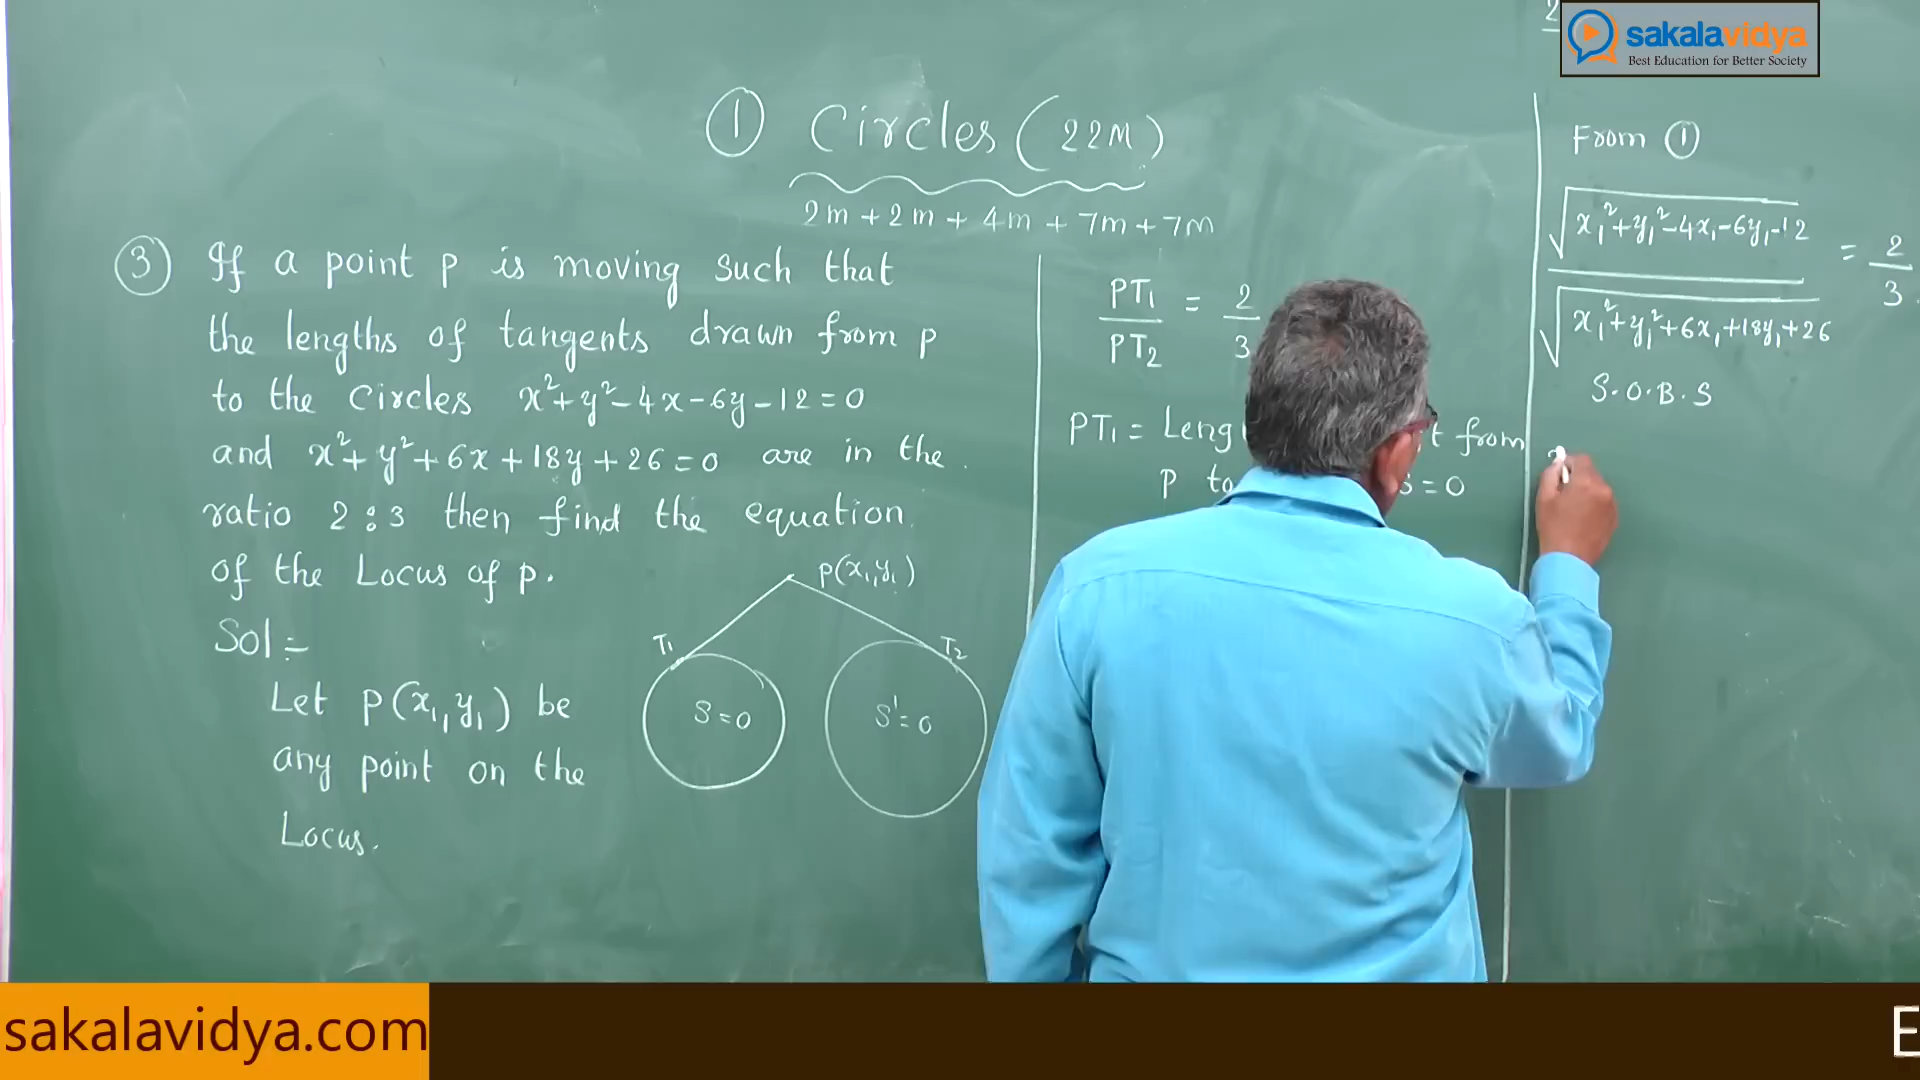 sakalavidya
Best Education for Better Society
① Circles (22M)
2m + 2m + 4m + 7m + 7m
③ If a point p is moving such that
the lengths of tangents drawn from p
to the Circles x²+y²-4x-6y-12=0
and x²+y²+6x+18y+26=0 are in the
ratio 2:3 then find the equation
of the Locus of p.
Sol:-
Let p(x₁,y₁) be
any point on the
Locus.
p(x₁,y₁)
T₁
T₂
S=0
S'=0
PT₁/PT₂ = 2/3
PT₁ = from
p =0
From ①
√(x₁²+y₁²-4x₁-6y₁-12) / √(x₁²+y₁²+6x₁+18y₁+26) = 2/3
S.O.B.S
sakalavidya.com
E